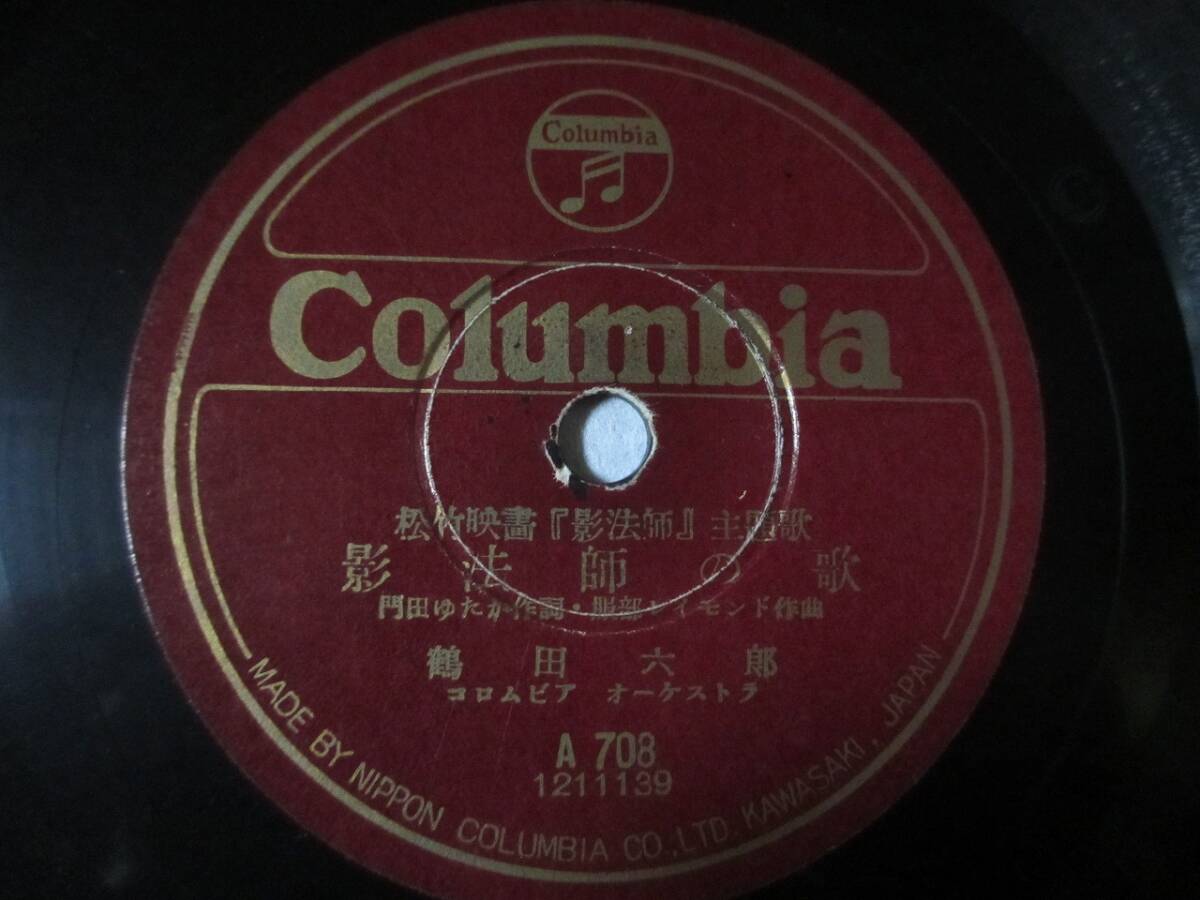 Columbia
Columbia
松竹映畫『影法師』主題歌
影法師の歌
門田ゆたか作詞・服部レイモンド作曲
鶴田六郎
コロムビア オーケストラ
A 708
1211139
MADE BY NIPPON COLUMBIA CO., LTD. KAWASAKI, JAPAN